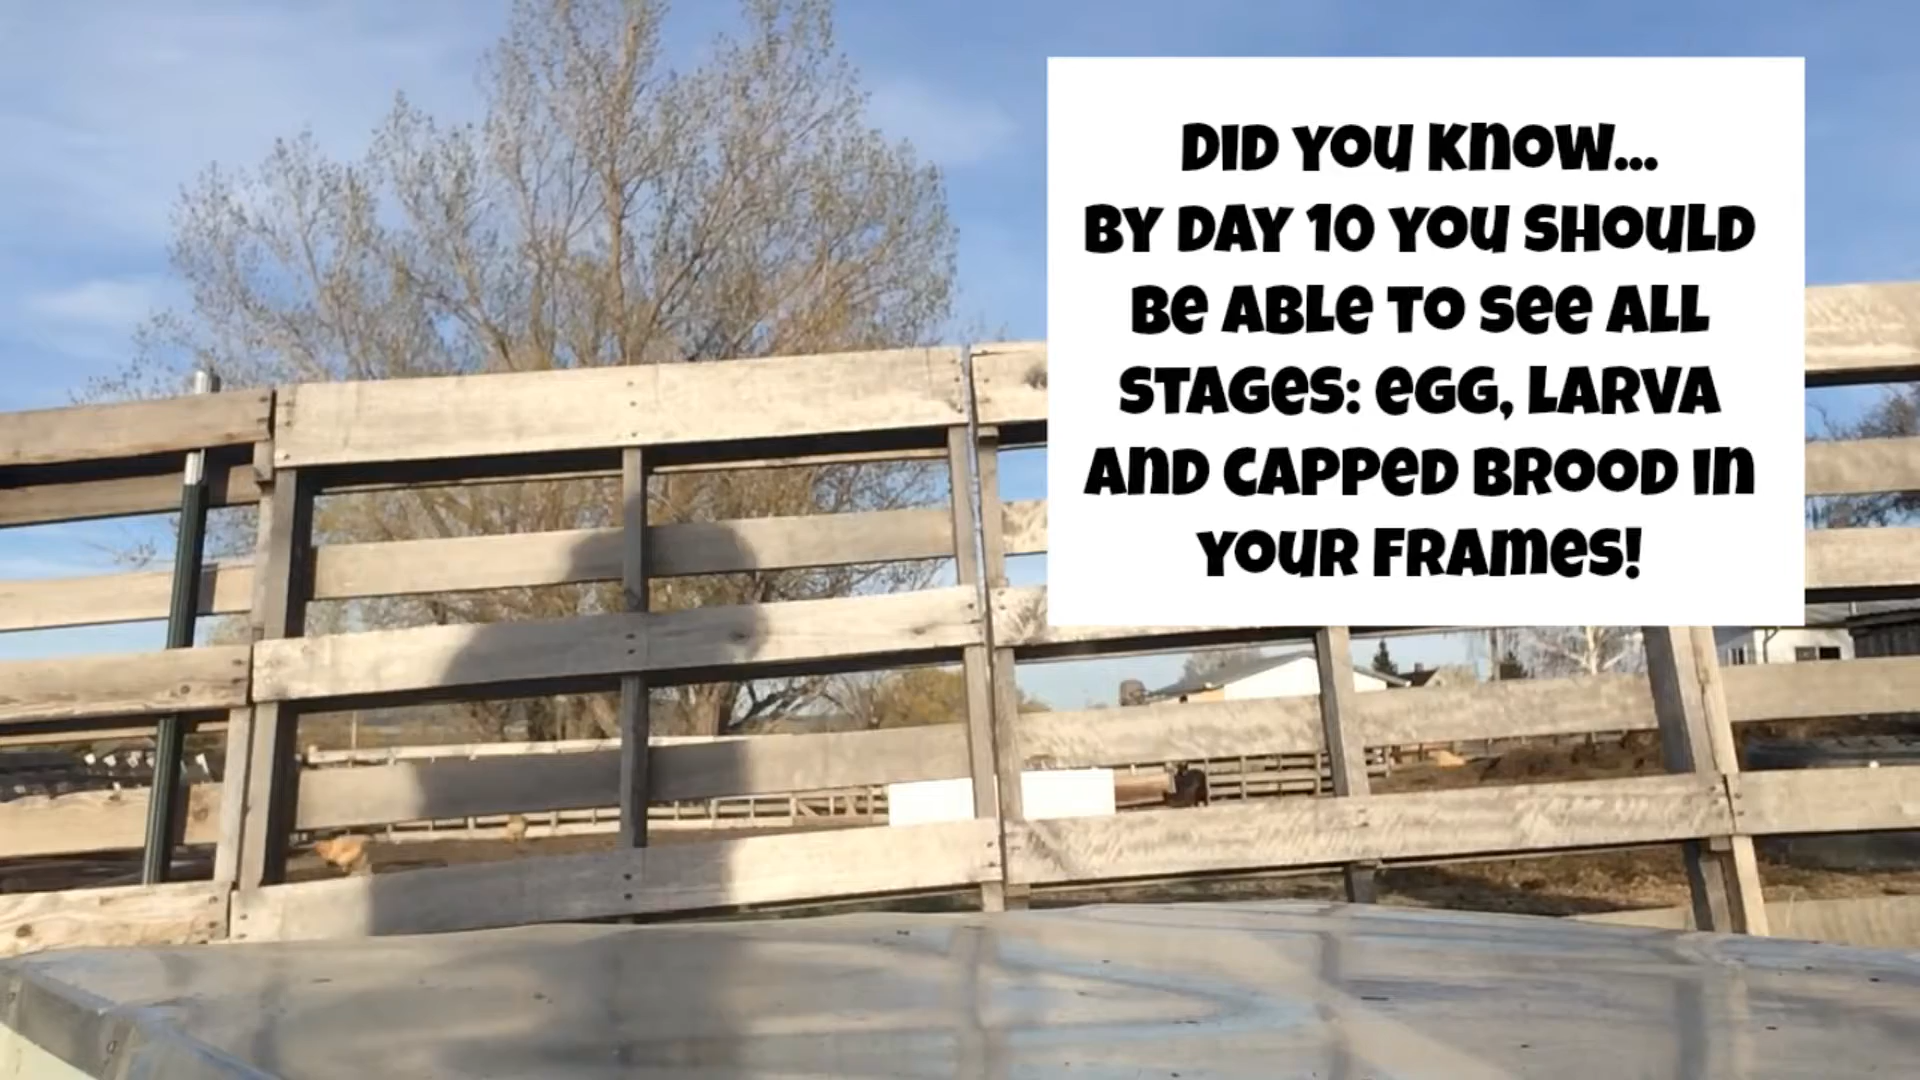 DID YOU KNOW...
BY DAY 10 YOU SHOULD
BE ABLE TO SEE ALL
STAGES: EGG, LARVA
AND CAPPED BROOD IN
YOUR FRAMES!